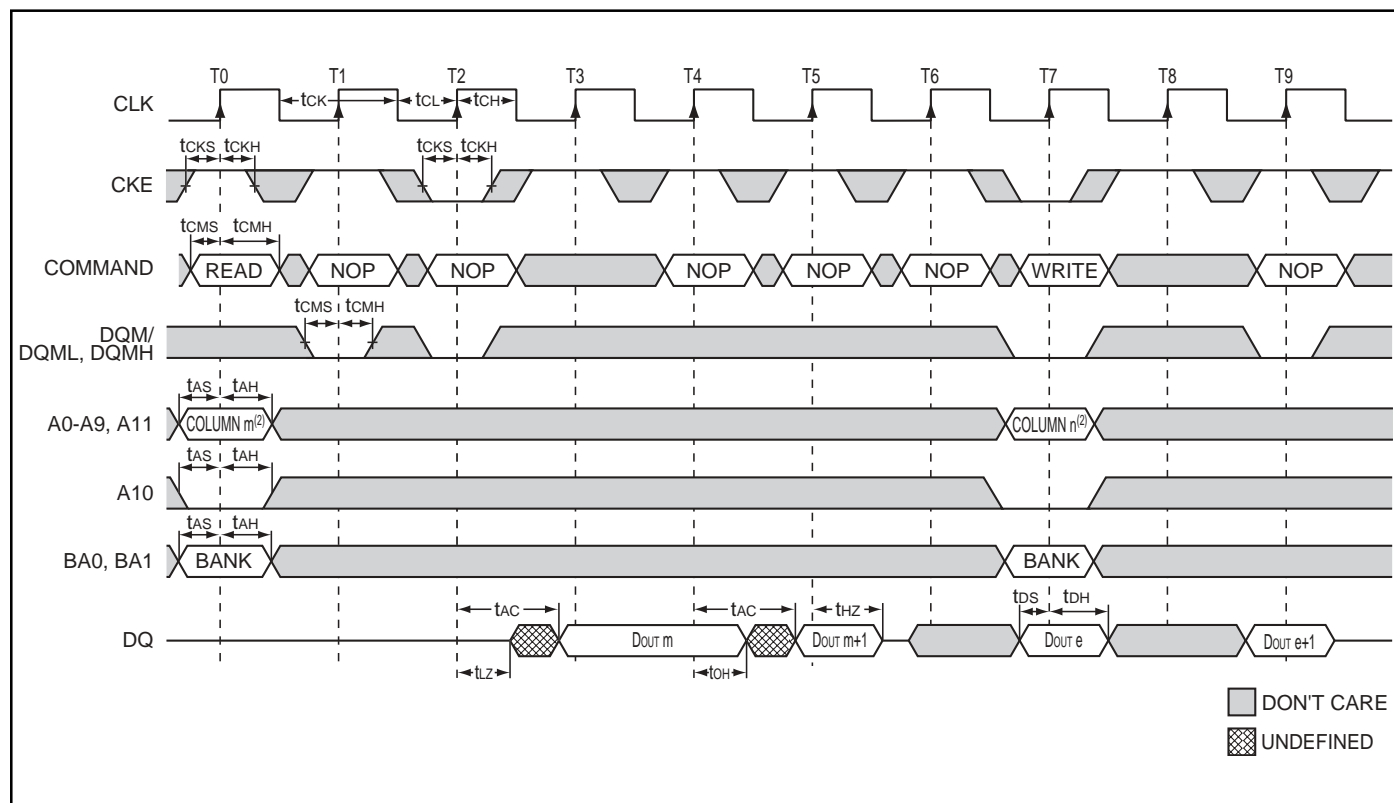 T0 T1 T2 T3 T4 T5 T6 T7 T8 T9
CLK tCK tCL tCH
tCKS tCKH tCKS tCKH
CKE
tCMS tCMH
COMMAND READ NOP NOP NOP NOP NOP WRITE NOP
tCMS tCMH
DQM/
DQML, DQMH
tAS tAH
A0-A9, A11 COLUMN m(2) COLUMN n(2)
tAS tAH
A10
tAS tAH
BA0, BA1 BANK BANK
tAC tAC tHZ tDS tDH
DQ DOUT m DOUT m+1 DOUT e DOUT e+1
tLZ tOH
DON'T CARE
UNDEFINED